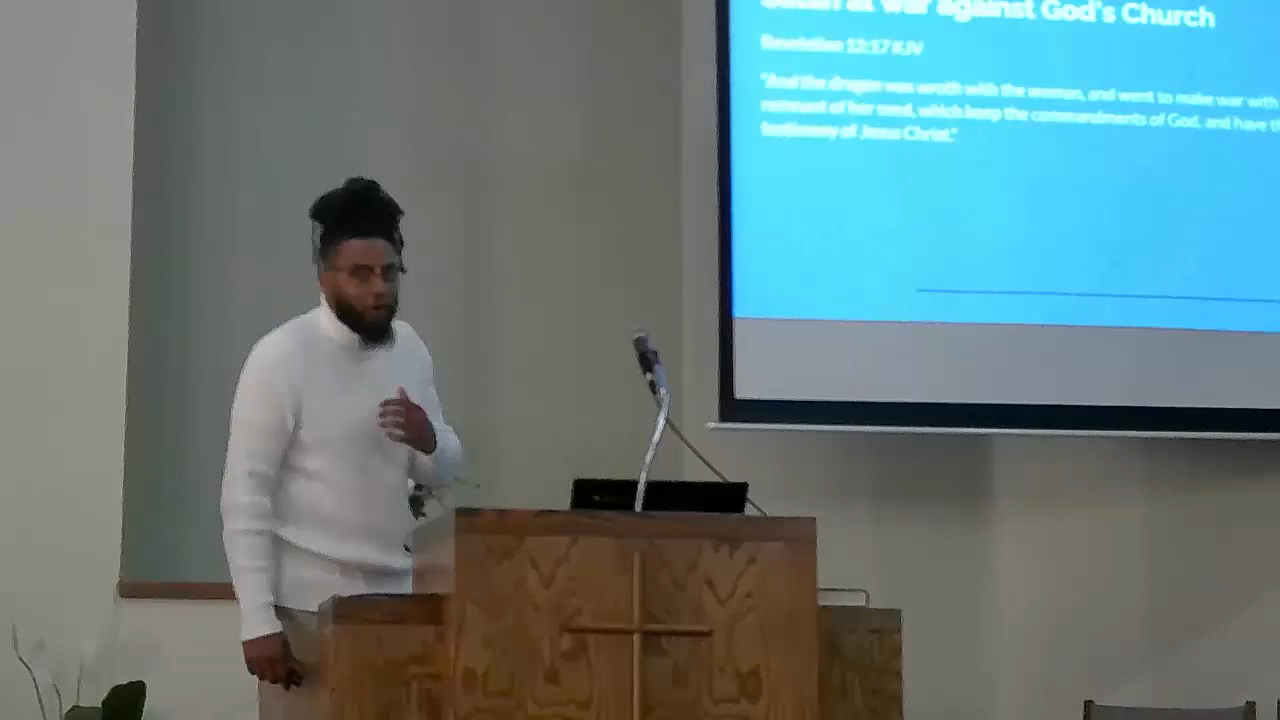 Satan at war against God's Church
Revelation 12:17 KJV
"And the dragon was wroth with the woman, and went to make war with
remnant of her seed, which keep the commandments of God, and have
testimony of Jesus Christ."